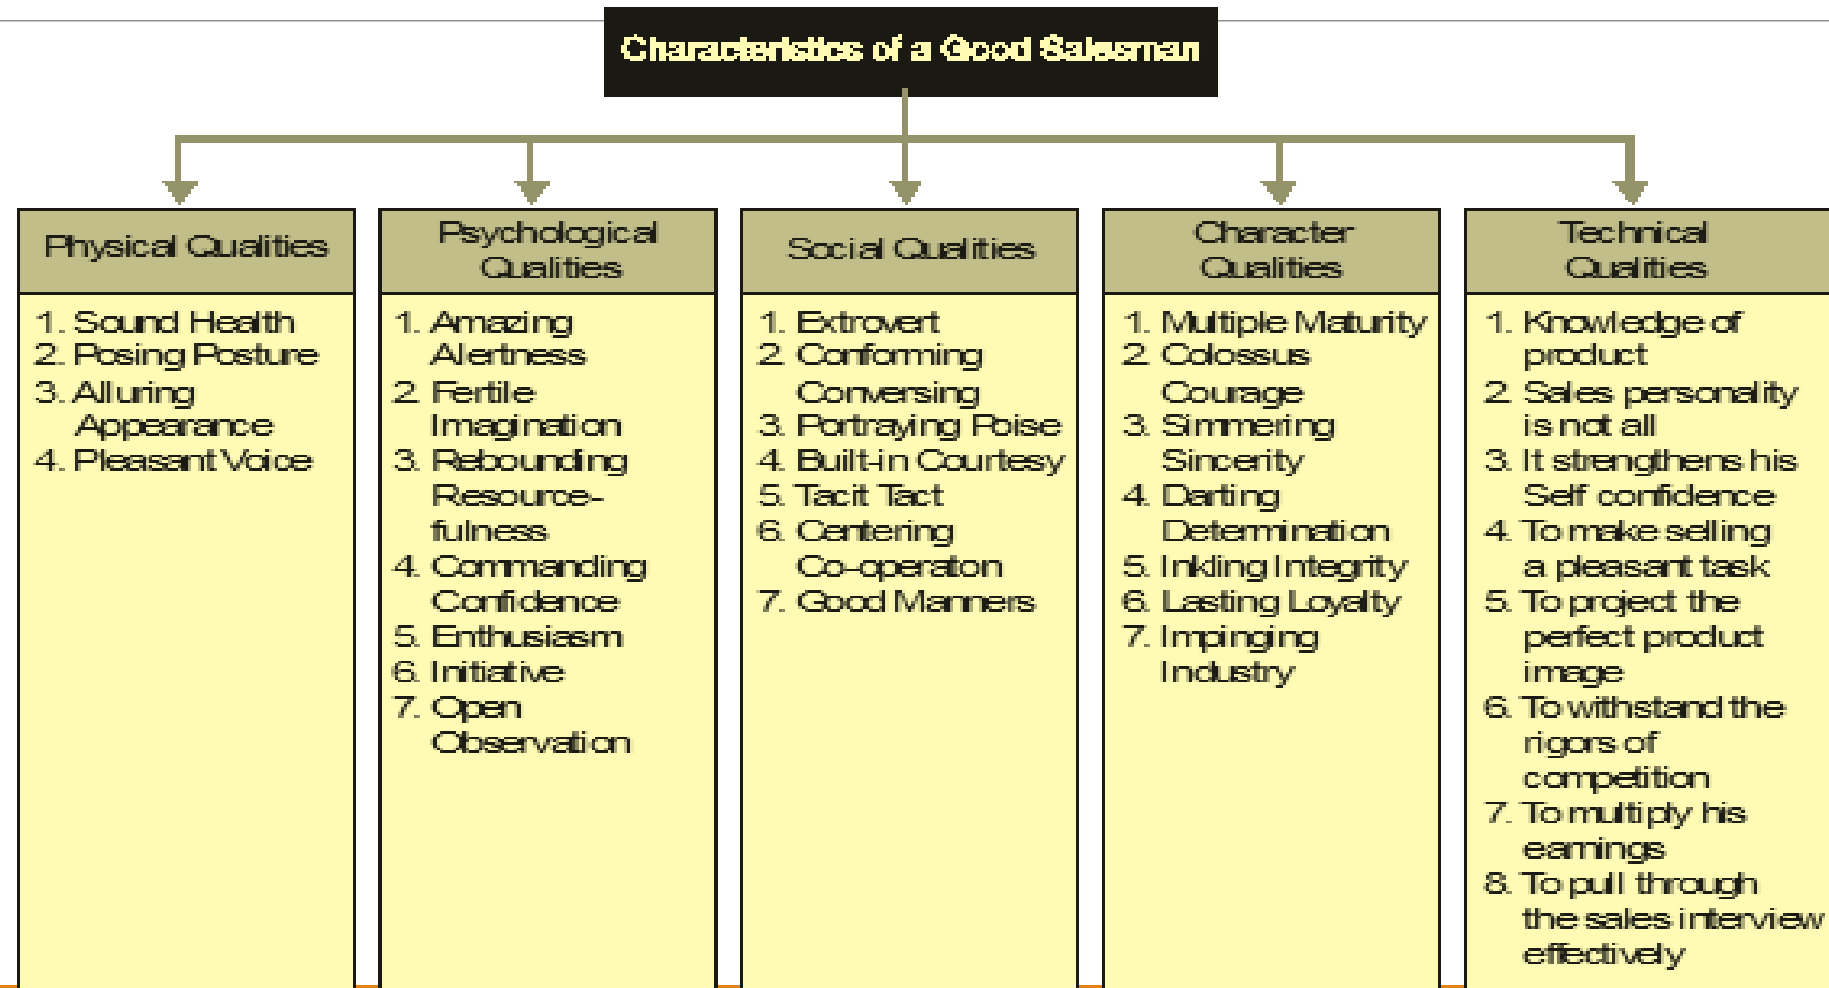 Characteristics of a Good Salesman
Physical Qualities
1. Sound Health
2. Posing Posture
3. Alluring
Appearance
4. Pleasant Voice
Psychological
Qualities
1. Amazing
Alertness
2. Fertile
Imagination
3. Rebounding
Resource-
fulness
4. Commanding
Confidence
5. Enthusiasm
6. Initiative
7. Open
Observation
Social Qualities
1. Extrovert
2. Conforming
Conversing
3. Portraying Poise
4. Built-in Courtesy
5. Tacit Tact
6. Centering
Co-operaton
7. Good Manners
Character
Qualities
1. Multiple Maturity
2. Colossus
Courage
3. Simmering
Sincerity
4. Darting
Determination
5. Inkling Integrity
6. Lasting Loyalty
7. Impinging
Industry
Technical
Qualities
1. Knowledge of
product
2. Sales personality
is not all
3. It strengthens his
Self confidence
4. To make selling
a pleasant task
5. To project the
perfect product
image
6. To withstand the
rigors of
competition
7. To multiply his
earnings
8. To pull through
the sales interview
effectively